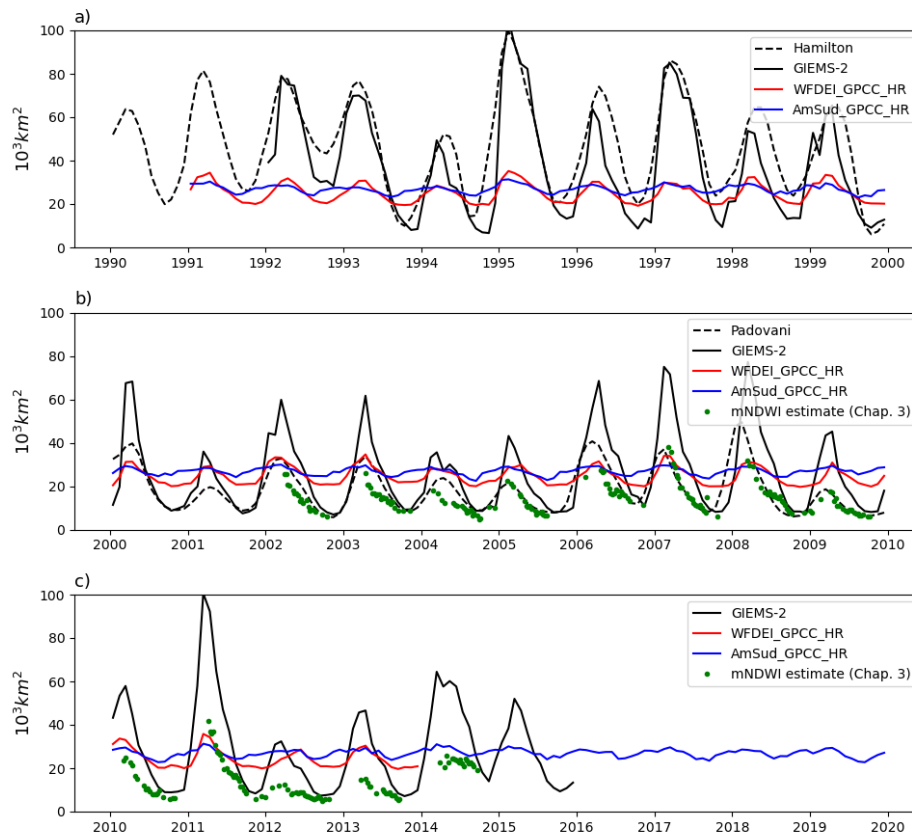 a)
100
80
60
40
20
0
10³km²
Hamilton
GIEMS-2
WFDEI_GPCC_HR
AmSud_GPCC_HR
1990 1991 1992 1993 1994 1995 1996 1997 1998 1999 2000
b)
100
80
60
40
20
0
10³km²
Padovani
GIEMS-2
WFDEI_GPCC_HR
AmSud_GPCC_HR
mNDWI estimate (Chap. 3)
2000 2001 2002 2003 2004 2005 2006 2007 2008 2009 2010
c)
100
80
60
40
20
0
10³km²
GIEMS-2
WFDEI_GPCC_HR
AmSud_GPCC_HR
mNDWI estimate (Chap. 3)
2010 2011 2012 2013 2014 2015 2016 2017 2018 2019 2020